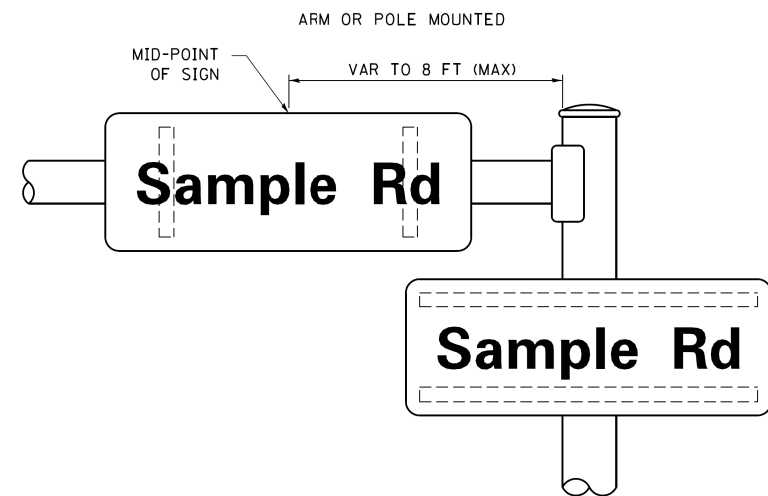 ARM OR POLE MOUNTED
MID-POINT
OF SIGN
VAR TO 8 FT (MAX)
Sample Rd
Sample Rd